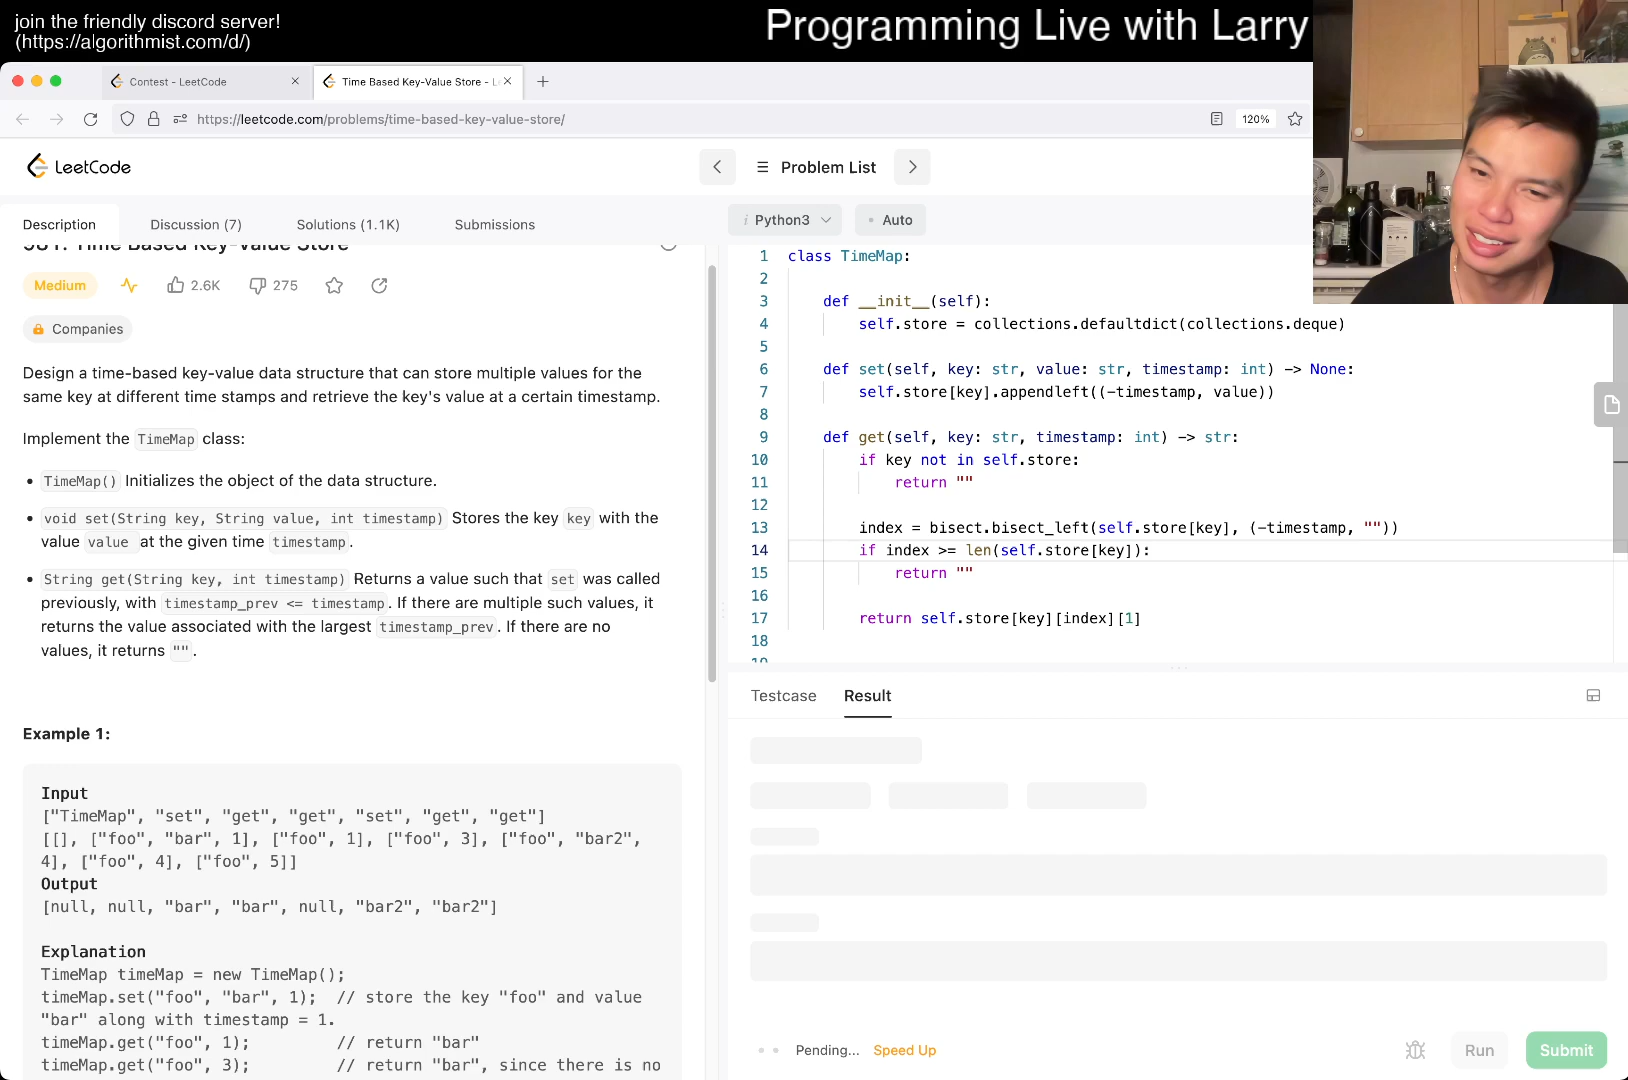 join the friendly discord server!
(https://algorithmist.com/d/)
Programming Live with Larry
Contest - LeetCode
Time Based Key-Value Store - L
https://leetcode.com/problems/time-based-key-value-store/
120%
LeetCode
Problem List
Description
Discussion (7)
Solutions (1.1K)
Submissions
Python3
Auto
981. Time Based Key-Value Store
Medium
2.6K
275
Companies
Design a time-based key-value data structure that can store multiple values for the
same key at different time stamps and retrieve the key's value at a certain timestamp.
Implement the TimeMap class:
• TimeMap() Initializes the object of the data structure.
• void set(String key, String value, int timestamp) Stores the key key with the
value value at the given time timestamp.
• String get(String key, int timestamp) Returns a value such that set was called
previously, with timestamp_prev <= timestamp. If there are multiple such values, it
returns the value associated with the largest timestamp_prev. If there are no
values, it returns "".
Example 1:
Input
["TimeMap", "set", "get", "get", "set", "get", "get"]
[[], ["foo", "bar", 1], ["foo", 1], ["foo", 3], ["foo", "bar2",
4], ["foo", 4], ["foo", 5]]
Output
[null, null, "bar", "bar", null, "bar2", "bar2"]
Explanation
TimeMap timeMap = new TimeMap();
timeMap.set("foo", "bar", 1);  // store the key "foo" and value
"bar" along with timestamp = 1.
timeMap.get("foo", 1);         // return "bar"
timeMap.get("foo", 3);         // return "bar", since there is no
1 class TimeMap:
2
3     def __init__(self):
4         self.store = collections.defaultdict(collections.deque)
5
6     def set(self, key: str, value: str, timestamp: int) -> None:
7         self.store[key].appendleft((-timestamp, value))
8
9     def get(self, key: str, timestamp: int) -> str:
10         if key not in self.store:
11             return ""
12
13         index = bisect.bisect_left(self.store[key], (-timestamp, ""))
14         if index >= len(self.store[key]):
15             return ""
16
17         return self.store[key][index][1]
18
19
Testcase
Result
Pending...
Speed Up
Run
Submit